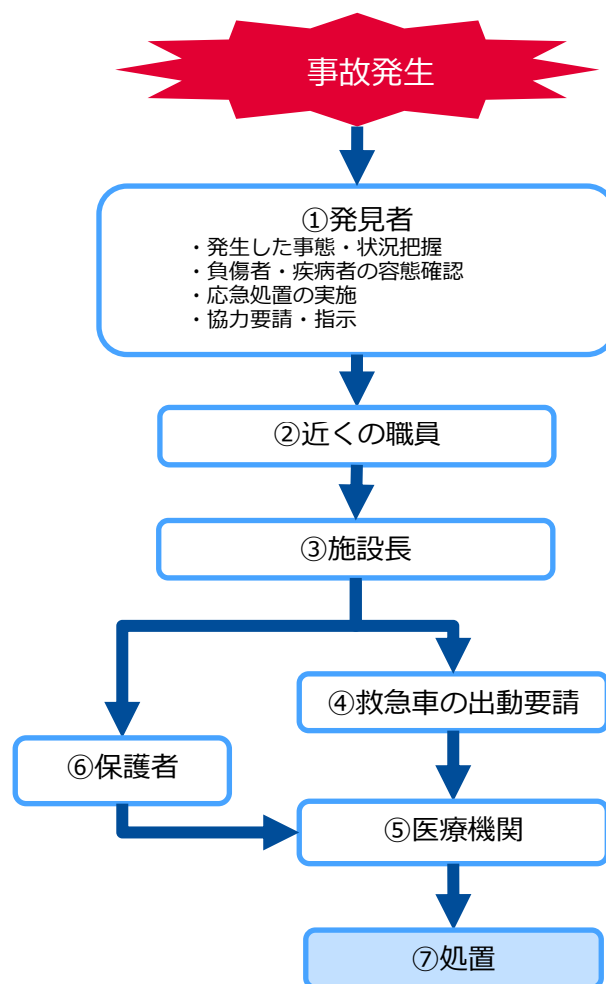 事故発生
①発見者
・発生した事態・状況把握
・負傷者・疾病者の容態確認
・応急処置の実施
・協力要請・指示
②近くの職員
③施設長
④救急車の出動要請
⑥保護者
⑤医療機関
⑦処置